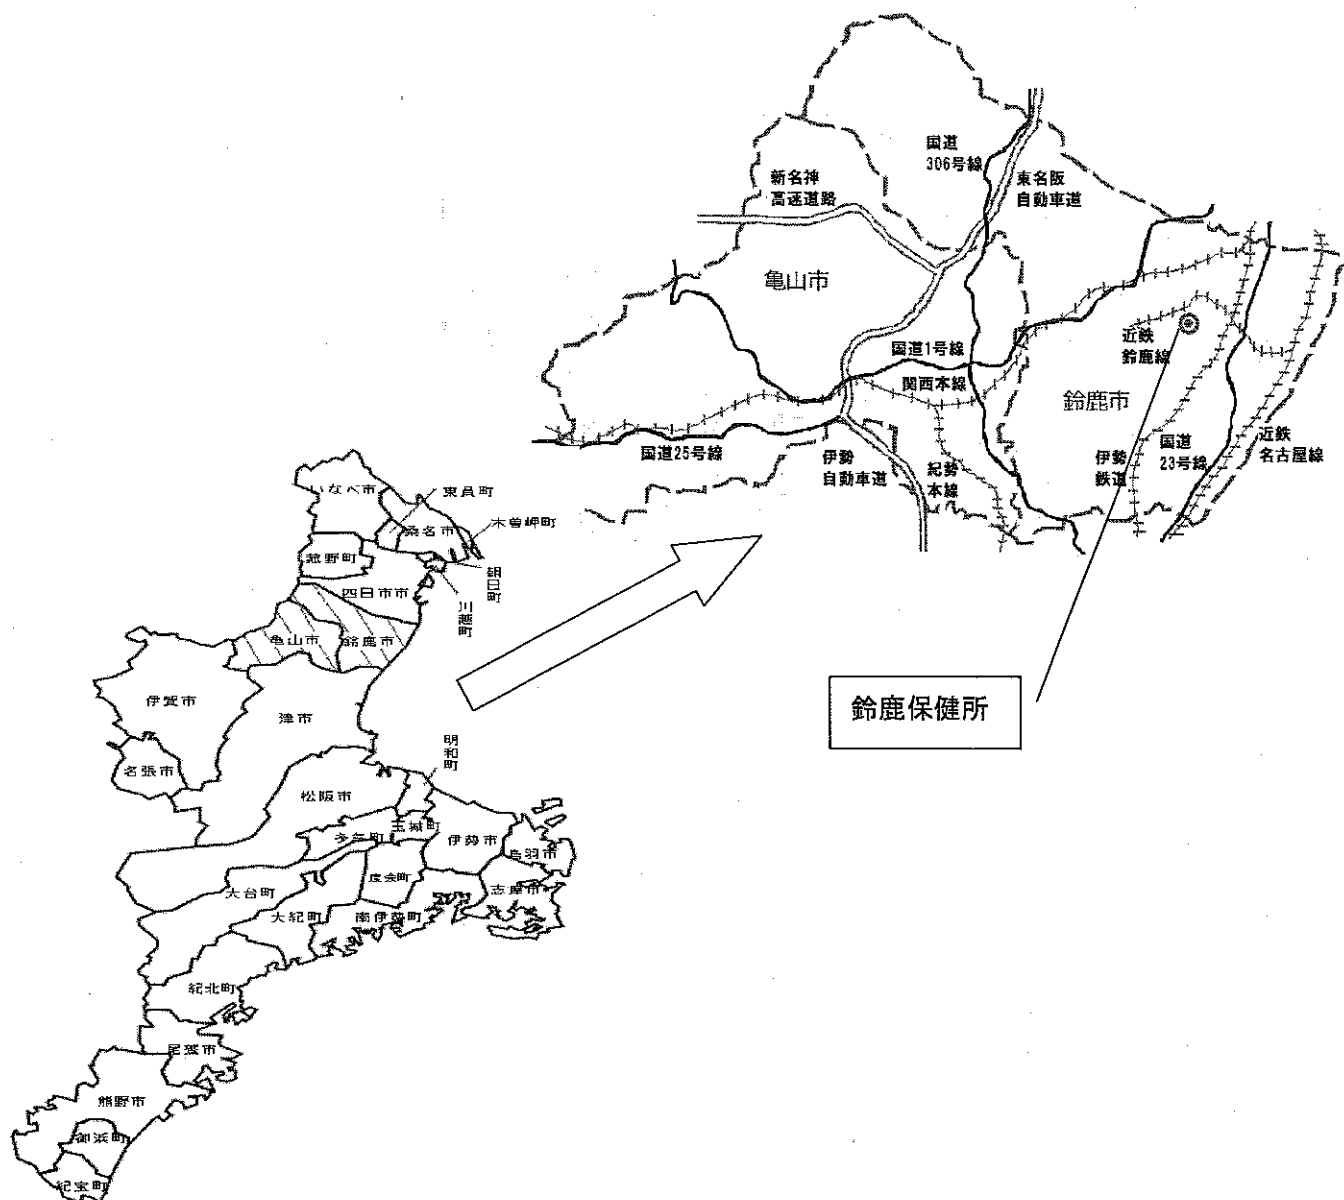 国道
306号線
新名神
高速道路
東名阪
自動車道
亀山市
国道1号線
関西本線
近鉄
鈴鹿線
鈴鹿市
国道25号線
伊勢
自動車道
紀勢
本線
伊勢
鉄道
国道
23号線
近鉄
名古屋線
鈴鹿保健所
いなべ市
東員町
桑名市
木曽岬町
菰野町
朝日町
四日市市
川越町
亀山市
鈴鹿市
伊賀市
津市
名張市
明和町
松阪市
玉城町
多気町
伊勢市
鳥羽市
度会町
大台町
志摩市
大紀町
南伊勢町
紀北町
尾鷲市
熊野市
御浜町
紀宝町